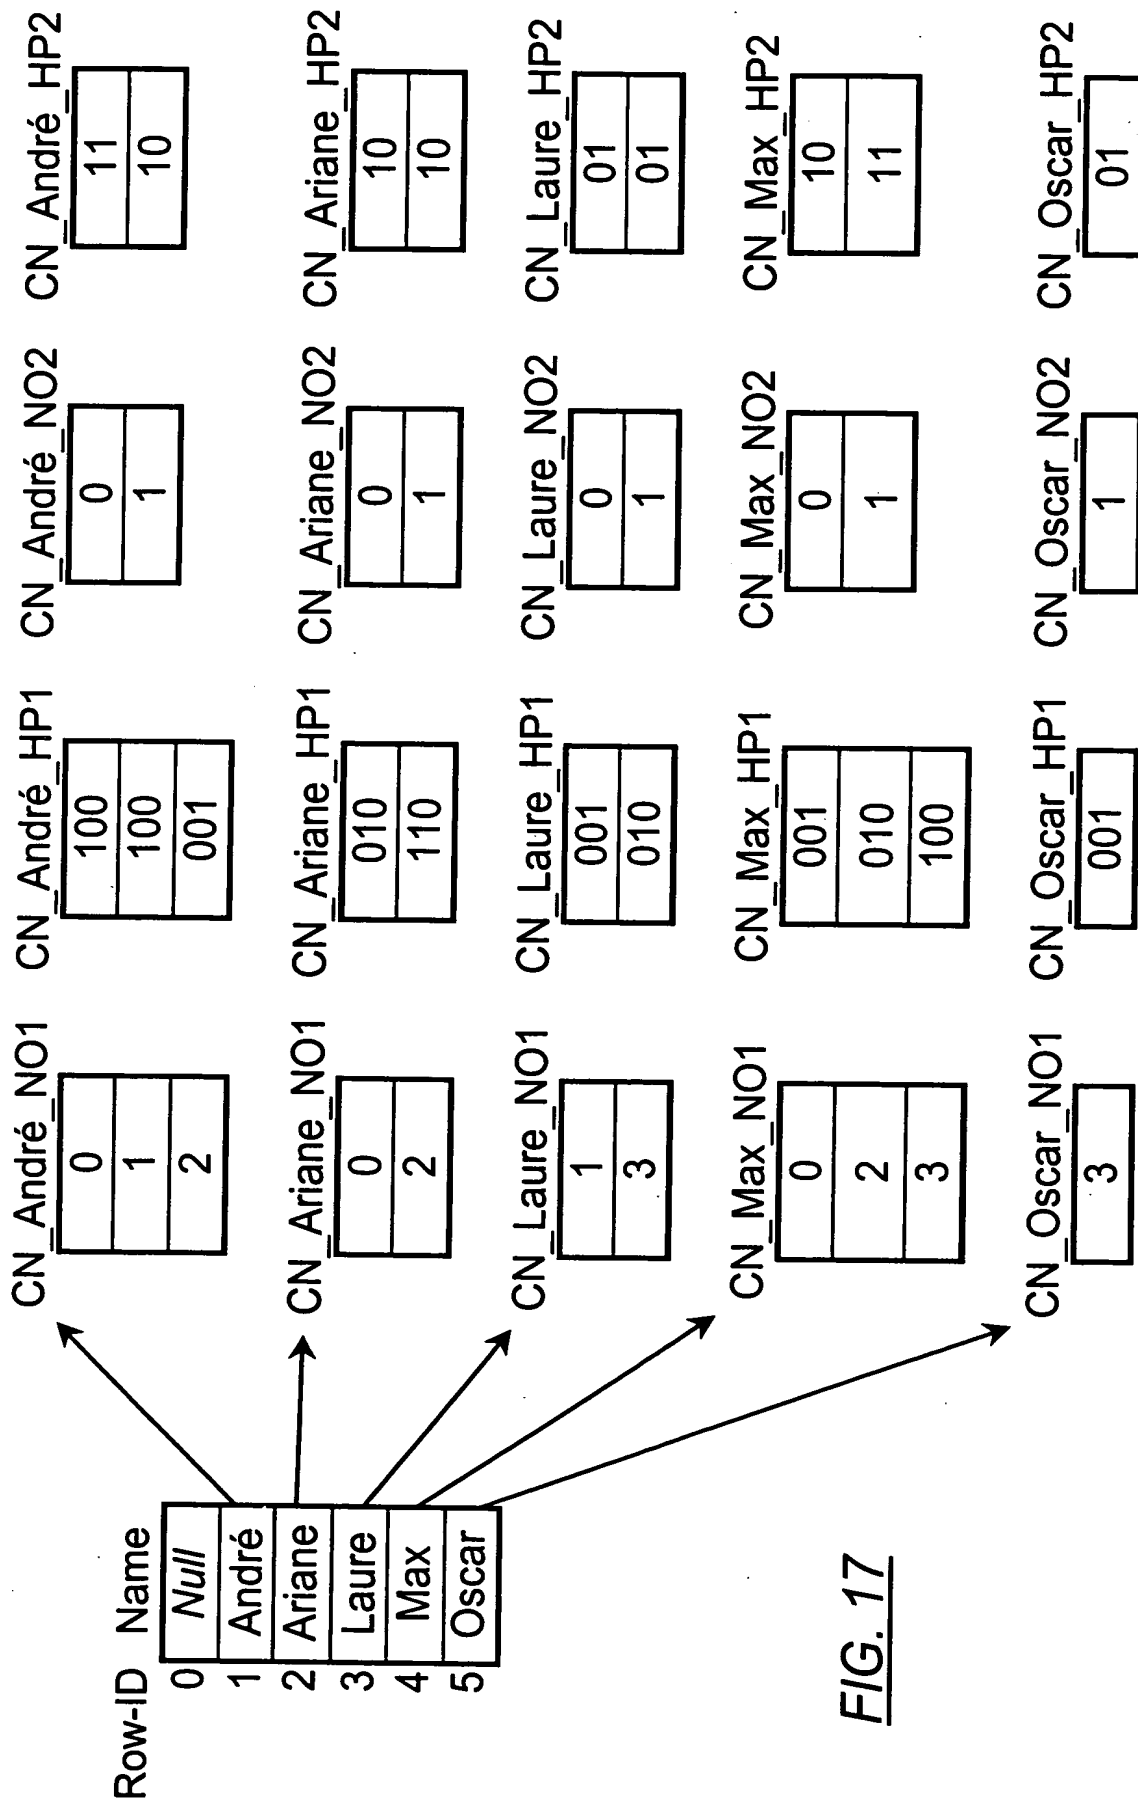 Row-ID Name
0 Null
1 André
2 Ariane
3 Laure
4 Max
5 Oscar
CN_André_NO1 CN_André_HP1 CN_André_NO2 CN_André_HP2
0 100 0 11
1 100 1 10
2 001
CN_Ariane_NO1 CN_Ariane_HP1 CN_Ariane_NO2 CN_Ariane_HP2
0 010 0 10
2 110 1 10
CN_Laure_NO1 CN_Laure_HP1 CN_Laure_NO2 CN_Laure_HP2
1 001 0 01
3 010 1 01
CN_Max_NO1 CN_Max_HP1 CN_Max_NO2 CN_Max_HP2
0 001 0 10
2 010 1 11
3 100
CN_Oscar_NO1 CN_Oscar_HP1 CN_Oscar_NO2 CN_Oscar_HP2
3 001 1 01
FIG. 17